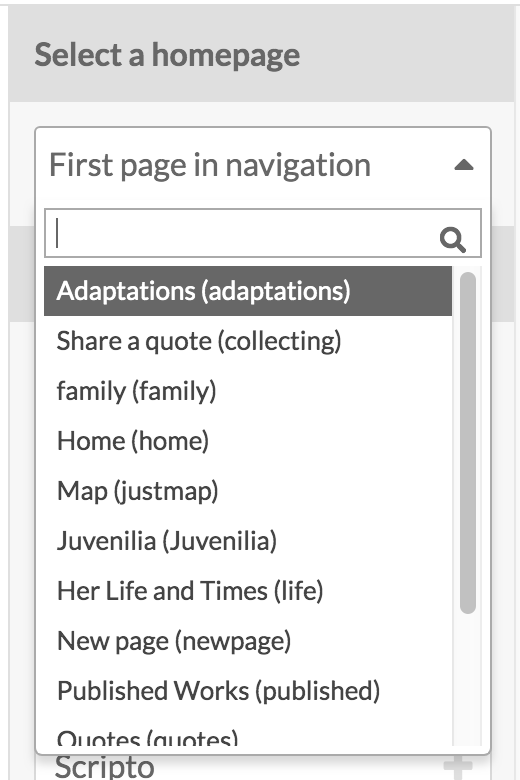 Select a homepage
First page in navigation
Adaptations (adaptations)
Share a quote (collecting)
family (family)
Home (home)
Map (justmap)
Juvenilia (Juvenilia)
Her Life and Times (life)
New page (newpage)
Published Works (published)
Quotes (quotes)
Scripto